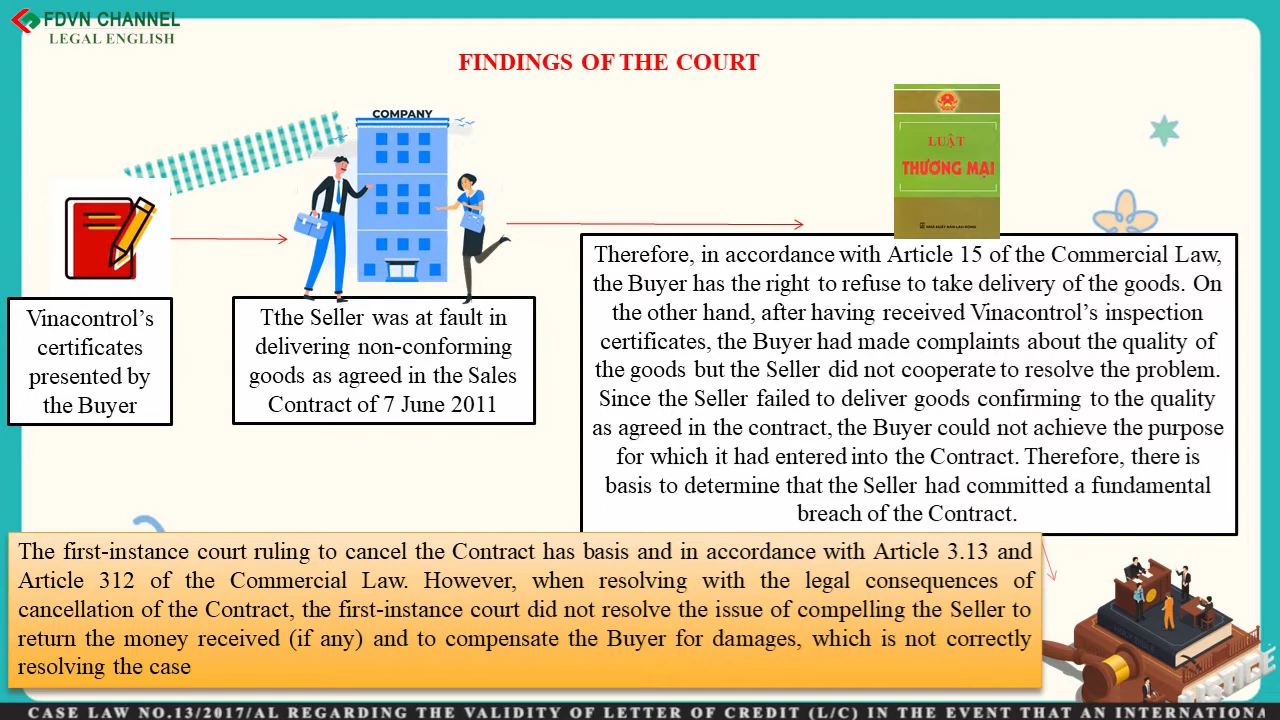 FDVN CHANNEL
LEGAL ENGLISH
FINDINGS OF THE COURT
COMPANY
LUẬT
THƯƠNG MẠI
NHÀ XUẤT BẢN LAO ĐỘNG
Vinacontrol’s
certificates
presented by
the Buyer
Tthe Seller was at fault in
delivering non-conforming
goods as agreed in the Sales
Contract of 7 June 2011
Therefore, in accordance with Article 15 of the Commercial Law,
the Buyer has the right to refuse to take delivery of the goods. On
the other hand, after having received Vinacontrol’s inspection
certificates, the Buyer had made complaints about the quality of
the goods but the Seller did not cooperate to resolve the problem.
Since the Seller failed to deliver goods confirming to the quality
as agreed in the contract, the Buyer could not achieve the purpose
for which it had entered into the Contract. Therefore, there is
basis to determine that the Seller had committed a fundamental
breach of the Contract.
The first-instance court ruling to cancel the Contract has basis and in accordance with Article 3.13 and
Article 312 of the Commercial Law. However, when resolving with the legal consequences of
cancellation of the Contract, the first-instance court did not resolve the issue of compelling the Seller to
return the money received (if any) and to compensate the Buyer for damages, which is not correctly
resolving the case
JUSTICE
CASE LAW NO.13/2017/AL REGARDING THE VALIDITY OF LETTER OF CREDIT (L/C) IN THE EVENT THAT AN INTERNATIONA